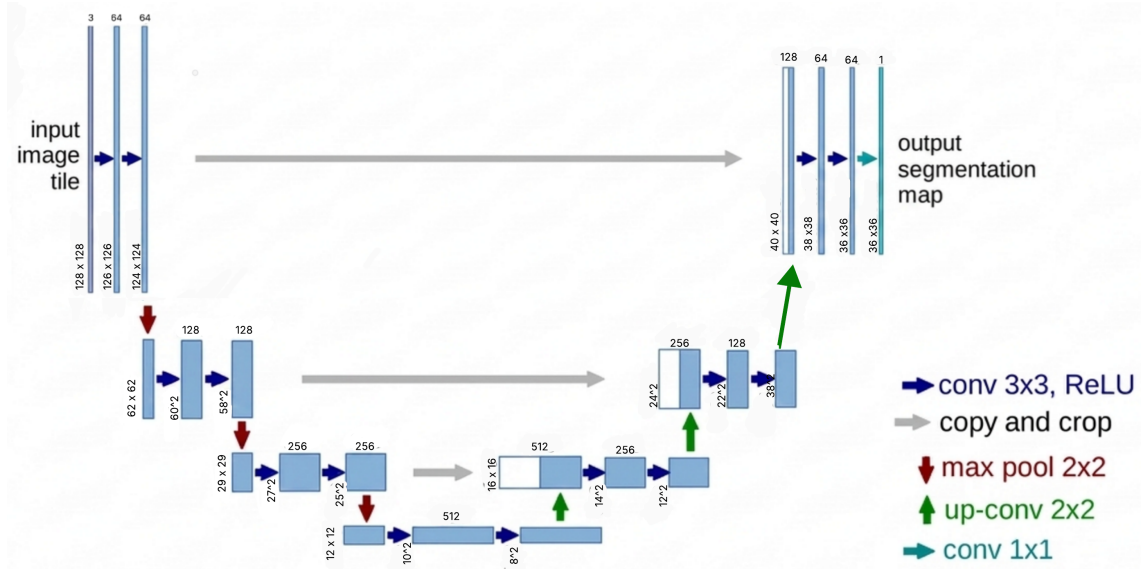 3 64 64
128 64 64 1
input
image
tile
output
segmentation
map
128 x 128
126 x 126
124 x 124
40 x 40
38 x38
36 x36
36 x36
128
128
62 x 62
60^2
58^2
256
128
24^2
22^2
256
256
29 x 29
27^2
25^2
512
256
16 x 16
14^2
12^2
512
12 x 12
10^2
8^2
conv 3x3, ReLU
copy and crop
max pool 2x2
up-conv 2x2
conv 1x1